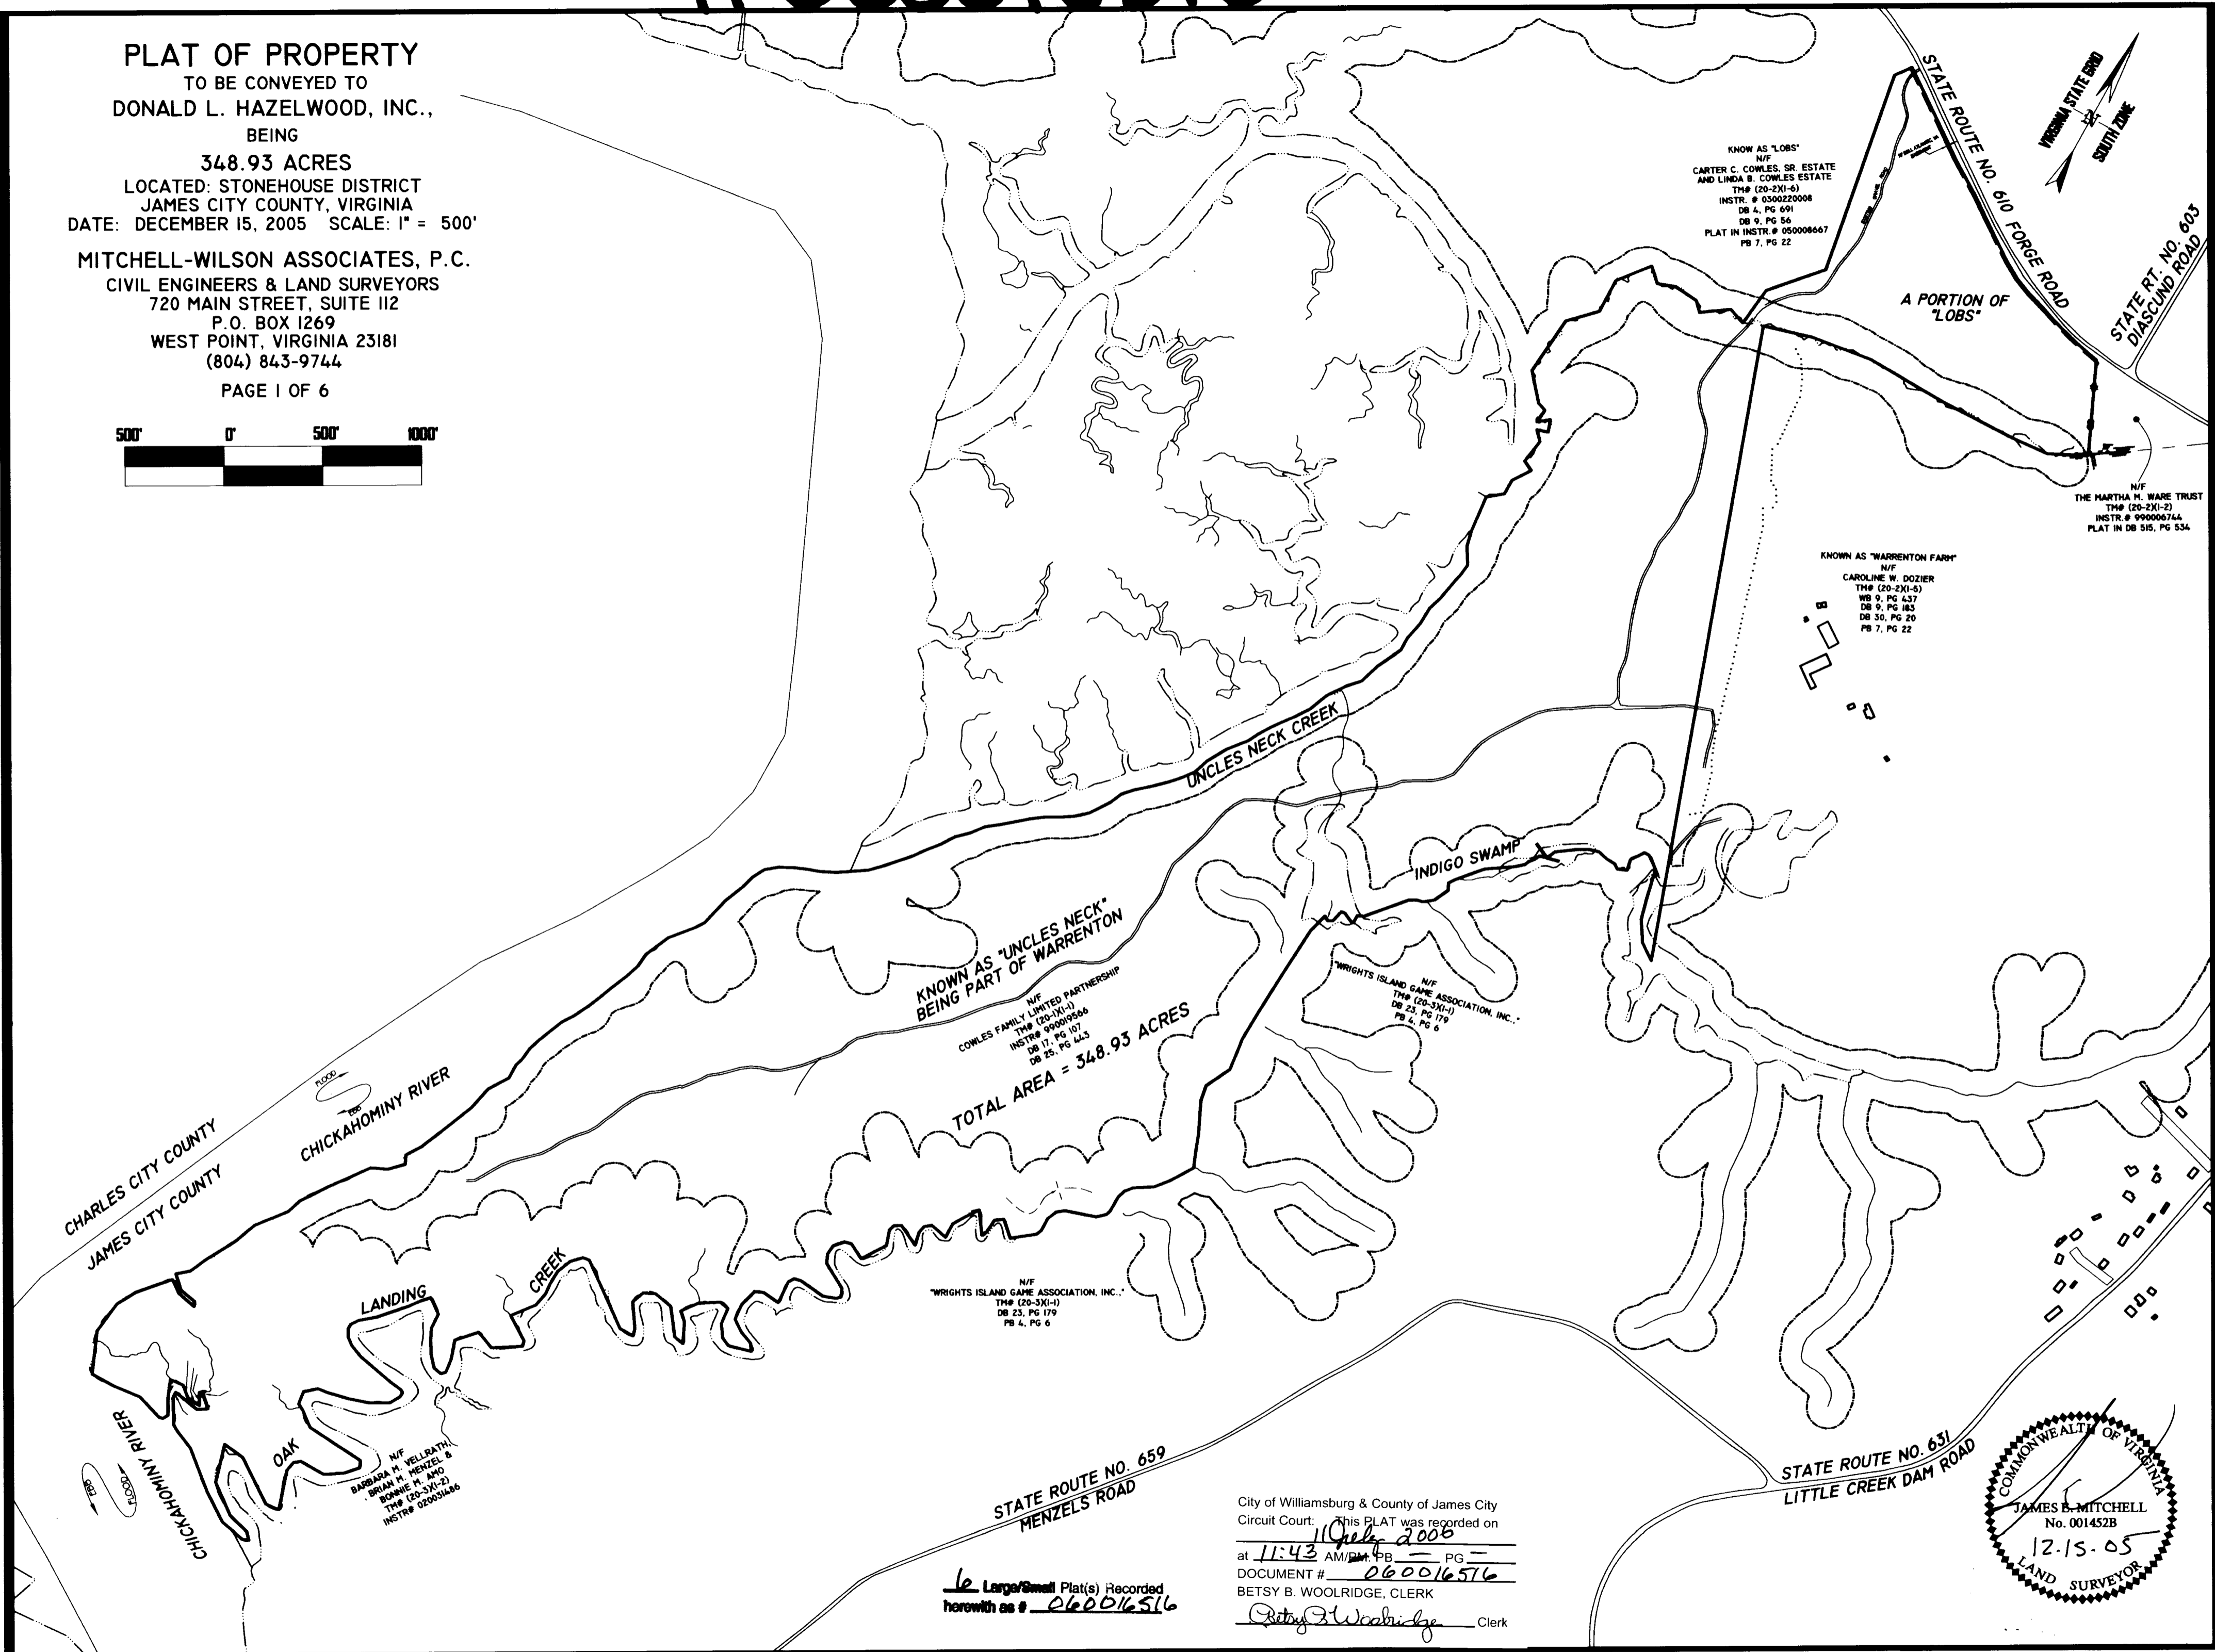 PLAT OF PROPERTY
TO BE CONVEYED TO
DONALD L. HAZELWOOD, INC.,
BEING
348.93 ACRES
LOCATED: STONEHOUSE DISTRICT
JAMES CITY COUNTY, VIRGINIA
DATE: DECEMBER 15, 2005 SCALE: 1" = 500'
MITCHELL-WILSON ASSOCIATES, P.C.
CIVIL ENGINEERS & LAND SURVEYORS
720 MAIN STREET, SUITE 112
P.O. BOX 1269
WEST POINT, VIRGINIA 23181
(804) 843-9744
PAGE 1 OF 6
500' 0' 500' 1000'
STATE ROUTE NO. 610 FORGE ROAD
VIRGINIA STATE GRID
SOUTH ZONE
STATE RT. NO. 603
DIASCUND ROAD
KNOW AS "LOBS"
N/F
CARTER C. COWLES, SR. ESTATE
AND LINDA B. COWLES ESTATE
TM# (20-2)(1-6)
INSTR. # 0300220008
DB 4, PG 691
DB 9, PG 56
PLAT IN INSTR.# 050008667
PB 7, PG 22
A PORTION OF
"LOBS"
N/F
THE MARTHA M. WARE TRUST
TM# (20-2)(1-2)
INSTR.# 990006744
PLAT IN DB 515, PG 534
KNOWN AS "WARRENTON FARM"
N/F
CAROLINE W. DOZIER
TM# (20-2)(1-5)
WB 9, PG 437
DB 9, PG 183
DB 30, PG 20
PB 7, PG 22
UNCLES NECK CREEK
INDIGO SWAMP
KNOWN AS "UNCLES NECK"
BEING PART OF WARRENTON
N/F
COWLES FAMILY LIMITED PARTNERSHIP
TM# (20-1)(1-1)
INSTR# 990019566
DB 17, PG 107
DB 25, PG 443
TOTAL AREA = 348.93 ACRES
N/F
"WRIGHTS ISLAND GAME ASSOCIATION, INC.,"
TM# (20-3)(1-1)
DB 23, PG 179
PB 4, PG 6
FLOOD
EBB
CHICKAHOMINY RIVER
CHARLES CITY COUNTY
JAMES CITY COUNTY
LANDING
CREEK
OAK
N/F
"WRIGHTS ISLAND GAME ASSOCIATION, INC.,"
TM# (20-3)(1-1)
DB 23, PG 179
PB 4, PG 6
N/F
BARBARA M. VELLRATH,
BRIAN M. MENZEL &
BONNIE M. AMO
TM# (20-3)(1-2)
INSTR# 020031486
CHICKAHOMINY RIVER
FLOOD
EBB
STATE ROUTE NO. 659
MENZELS ROAD
STATE ROUTE NO. 631
LITTLE CREEK DAM ROAD
6 Large/Small Plat(s) Recorded
herewith as # 060016516
City of Williamsburg & County of James City
Circuit Court: This PLAT was recorded on
11 July 2006
at 11:43 AM/PM. PB — PG —
DOCUMENT # 060016516
BETSY B. WOOLRIDGE, CLERK
Betsy B Woolridge Clerk
COMMONWEALTH OF VIRGINIA
JAMES E. MITCHELL
No. 001452B
12-15-05
LAND SURVEYOR